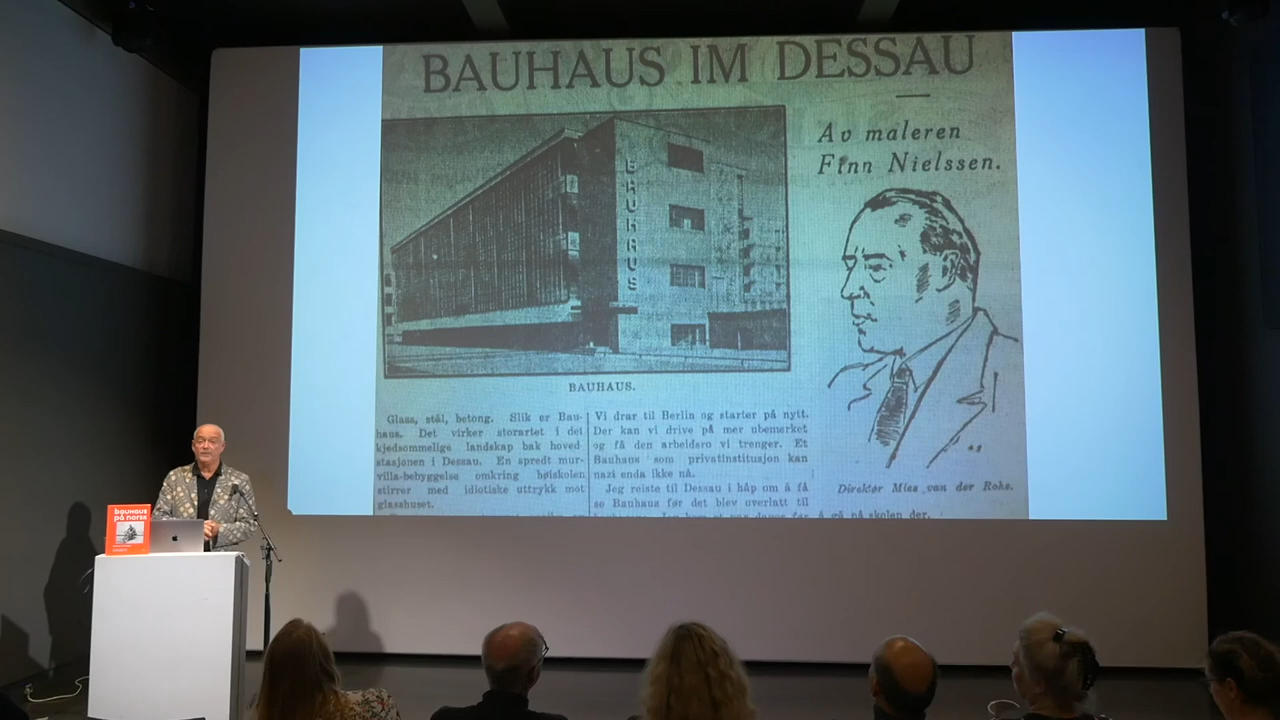 BAUHAUS IM DESSAU
Av maleren
Finn Nielssen.
BAUHAUS
BAUHAUS.
Glass, stål, betong. Slik er Bau-
haus. Det virker storartet i det
kjedsommelige landskap bak hoved-
stasjonen i Dessau. En spredt mur-
villa-bebyggelse omkring høiskolen
stirrer med idiotiske uttrykk mot
glasshuset.
Vi drar til Berlin og starter på nytt.
Der kan vi drive på mer ubemerket
og få den arbeidsro vi trenger. Et
Bauhaus som privatinstitusjon kan
nazi enda ikke nå.
Jeg reiste til Dessau i håp om å få
se Bauhaus før det blev overlatt til
Direktør Mies van der Rohe.
gå på skolen der.
bauhaus
på norsk